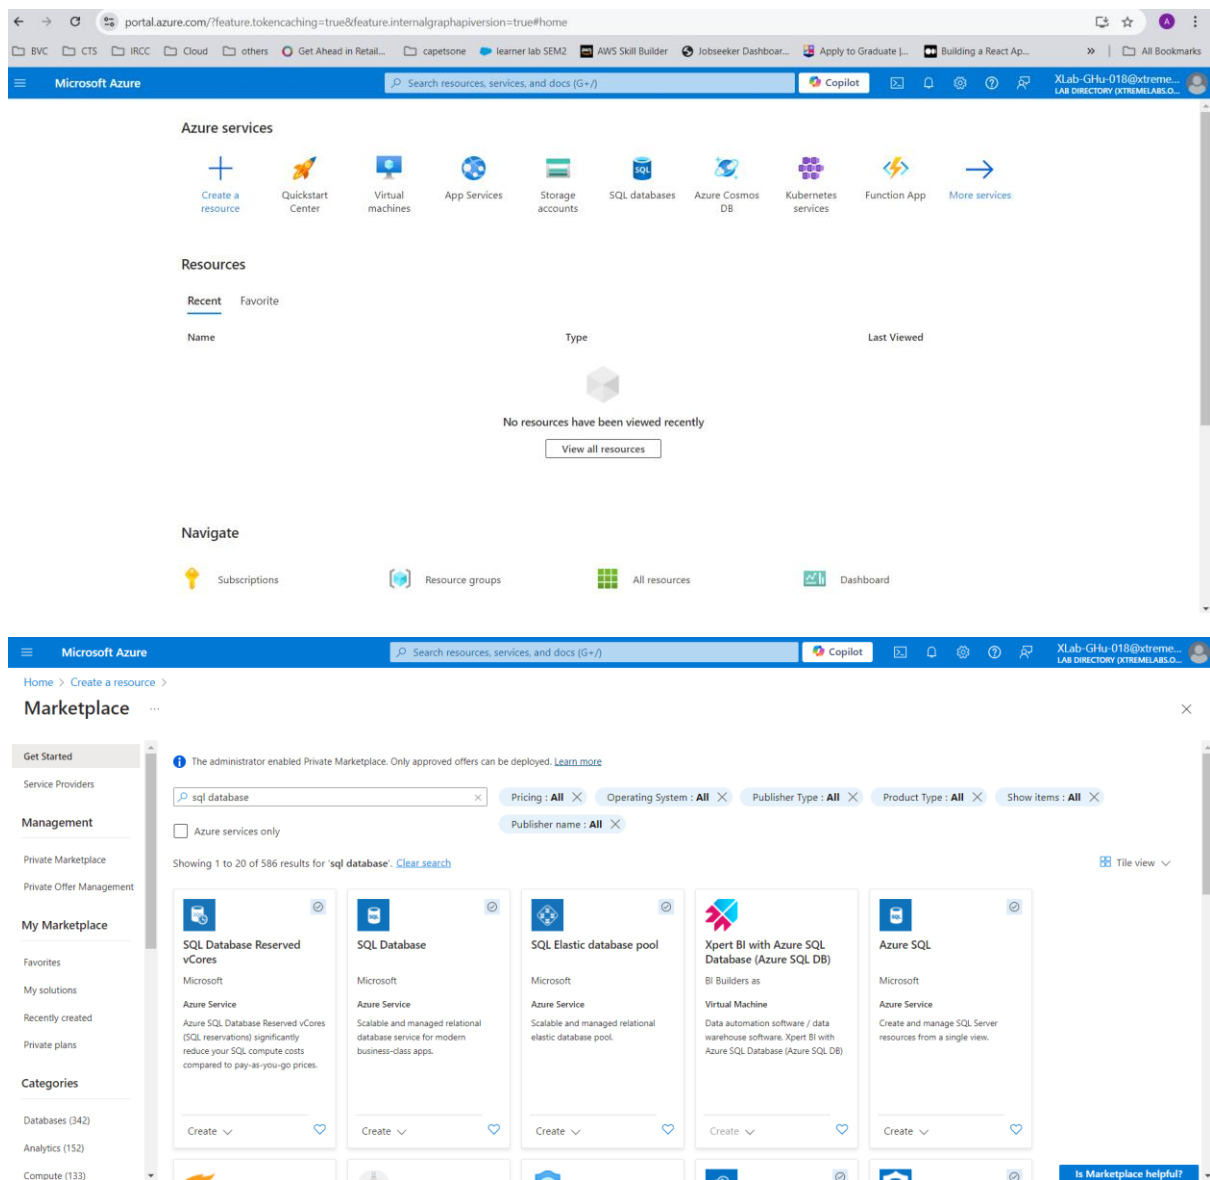 portal.azure.com/?feature.tokencaching=true&feature.internalgraphapiversion=true#home
A
BVC CTS IRCC Cloud others Get Ahead in Retail... capetsone learner lab SEM2 AWS Skill Builder Jobseeker Dashboar... Apply to Graduate |... Building a React Ap... » All Bookmarks
Microsoft Azure Search resources, services, and docs (G+/) Copilot XLab-GHu-018@xtreme...
LAB DIRECTORY (XTREMELABS.O...
Azure services
SQL
Create a resource
Quickstart Center
Virtual machines
App Services
Storage accounts
SQL databases
Azure Cosmos DB
Kubernetes services
Function App
More services
Resources
Recent Favorite
Name Type Last Viewed
No resources have been viewed recently
View all resources
Navigate
Subscriptions Resource groups All resources Dashboard
Microsoft Azure Search resources, services, and docs (G+/) Copilot XLab-GHu-018@xtreme...
LAB DIRECTORY (XTREMELABS.O...
Home > Create a resource >
Marketplace ...
Get Started
Service Providers
Management
Private Marketplace
Private Offer Management
My Marketplace
Favorites
My solutions
Recently created
Private plans
Categories
Databases (342)
Analytics (152)
Compute (133)
The administrator enabled Private Marketplace. Only approved offers can be deployed. Learn more
sql database
Pricing : All Operating System : All Publisher Type : All Product Type : All Show items : All
Azure services only
Publisher name : All
Showing 1 to 20 of 586 results for 'sql database'. Clear search
Tile view
SQL Database Reserved
vCores
Microsoft
Azure Service
Azure SQL Database Reserved vCores
(SQL reservations) significantly
reduce your SQL compute costs
compared to pay-as-you-go prices.
Create
SQL
SQL Database
Microsoft
Azure Service
Scalable and managed relational
database service for modern
business-class apps.
Create
SQL Elastic database pool
Microsoft
Azure Service
Scalable and managed relational
elastic database pool.
Create
Xpert BI with Azure SQL
Database (Azure SQL DB)
BI Builders as
Virtual Machine
Data automation software / data
warehouse software. Xpert BI with
Azure SQL Database (Azure SQL DB)
Create
SQL
Azure SQL
Microsoft
Azure Service
Create and manage SQL Server
resources from a single view.
Create
Is Marketplace helpful?